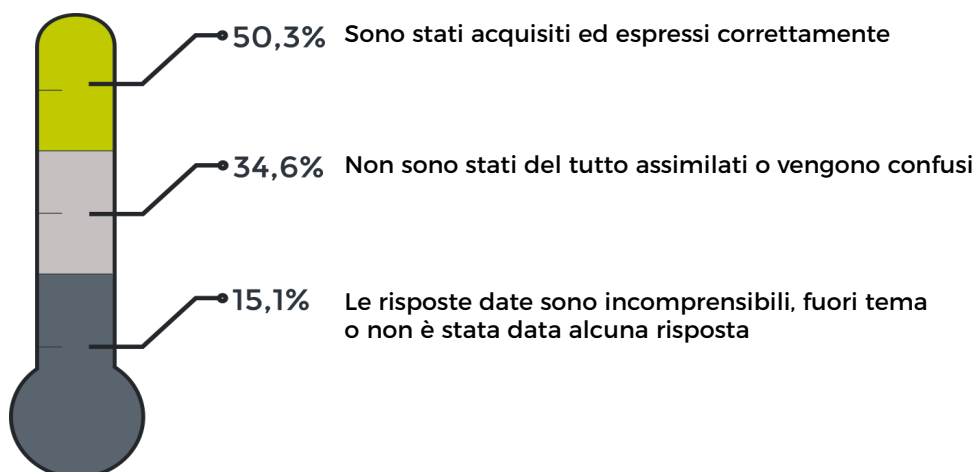 50,3% Sono stati acquisiti ed espressi correttamente
34,6% Non sono stati del tutto assimilati o vengono confusi
15,1% Le risposte date sono incomprensibili, fuori tema
o non è stata data alcuna risposta